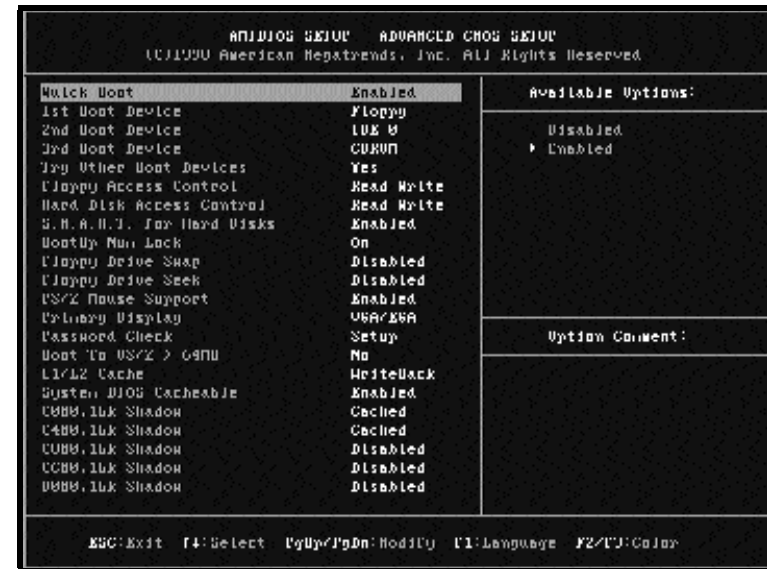 AMIBIOS SETUP ADVANCED CMOS SETUP
(C)1998 American Megatrends, Inc. All Rights Reserved
Quick Boot Enabled
1st Boot Device Floppy
2nd Boot Device IDE 0
3rd Boot Device CDROM
Try Other Boot Devices Yes
Floppy Access Control Read Write
Hard Disk Access Control Read Write
S.M.A.R.T. for Hard Disks Enabled
BootUp Num Lock On
Floppy Drive Swap Disabled
Floppy Drive Seek Disabled
PS/2 Mouse Support Enabled
Primary Display VGA/EGA
Password Check Setup
Boot To OS/2 > 64MB No
L1/L2 Cache WriteBack
System BIOS Cacheable Enabled
C000,16k Shadow Cached
C400,16k Shadow Cached
C800,16k Shadow Disabled
CC00,16k Shadow Disabled
D000,16k Shadow Disabled
Available Options:
Disabled
▸ Enabled
Option Comment:
ESC:Exit ↑↓:Select PgUp/PgDn:Modify F1:Language F2/F3:Color